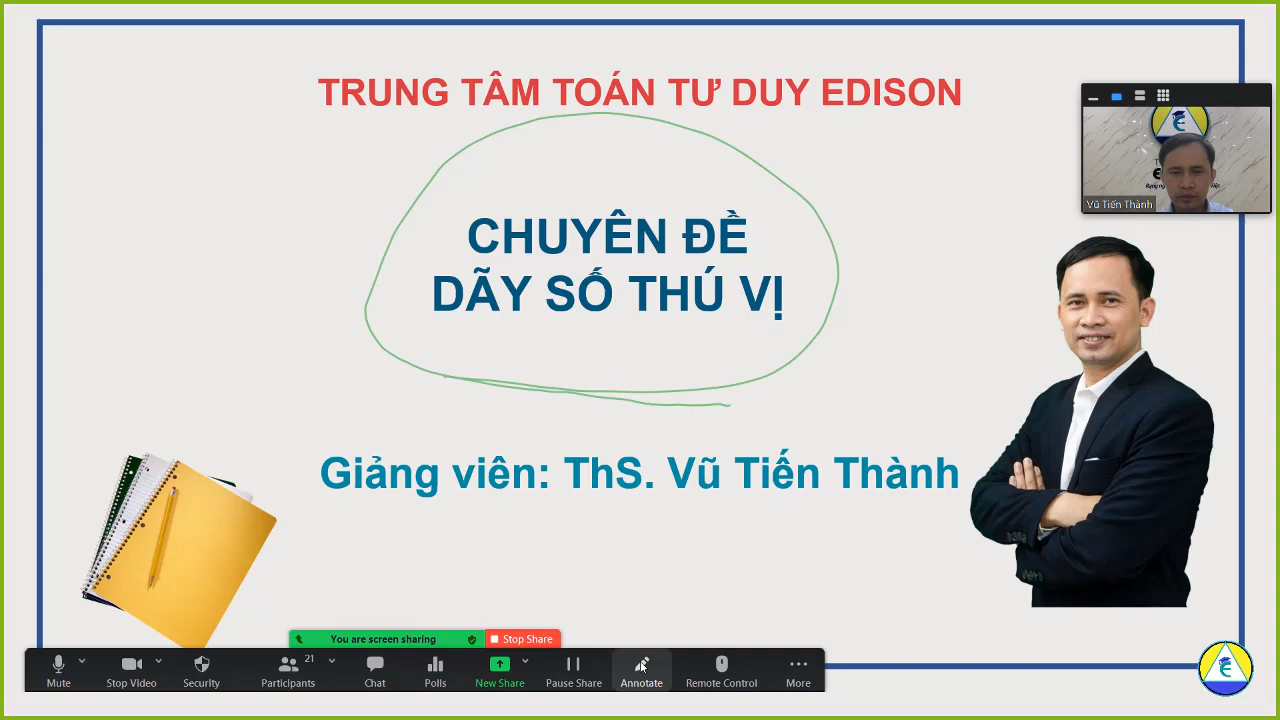 TRUNG TÂM TOÁN TƯ DUY EDISON
CHUYÊN ĐỀ
DÃY SỐ THÚ VỊ
Giảng viên: ThS. Vũ Tiến Thành
Vũ Tiến Thành
You are screen sharing
Stop Share
Mute
Stop Video
Security
Participants
21
Chat
Polls
New Share
Pause Share
Annotate
Remote Control
More